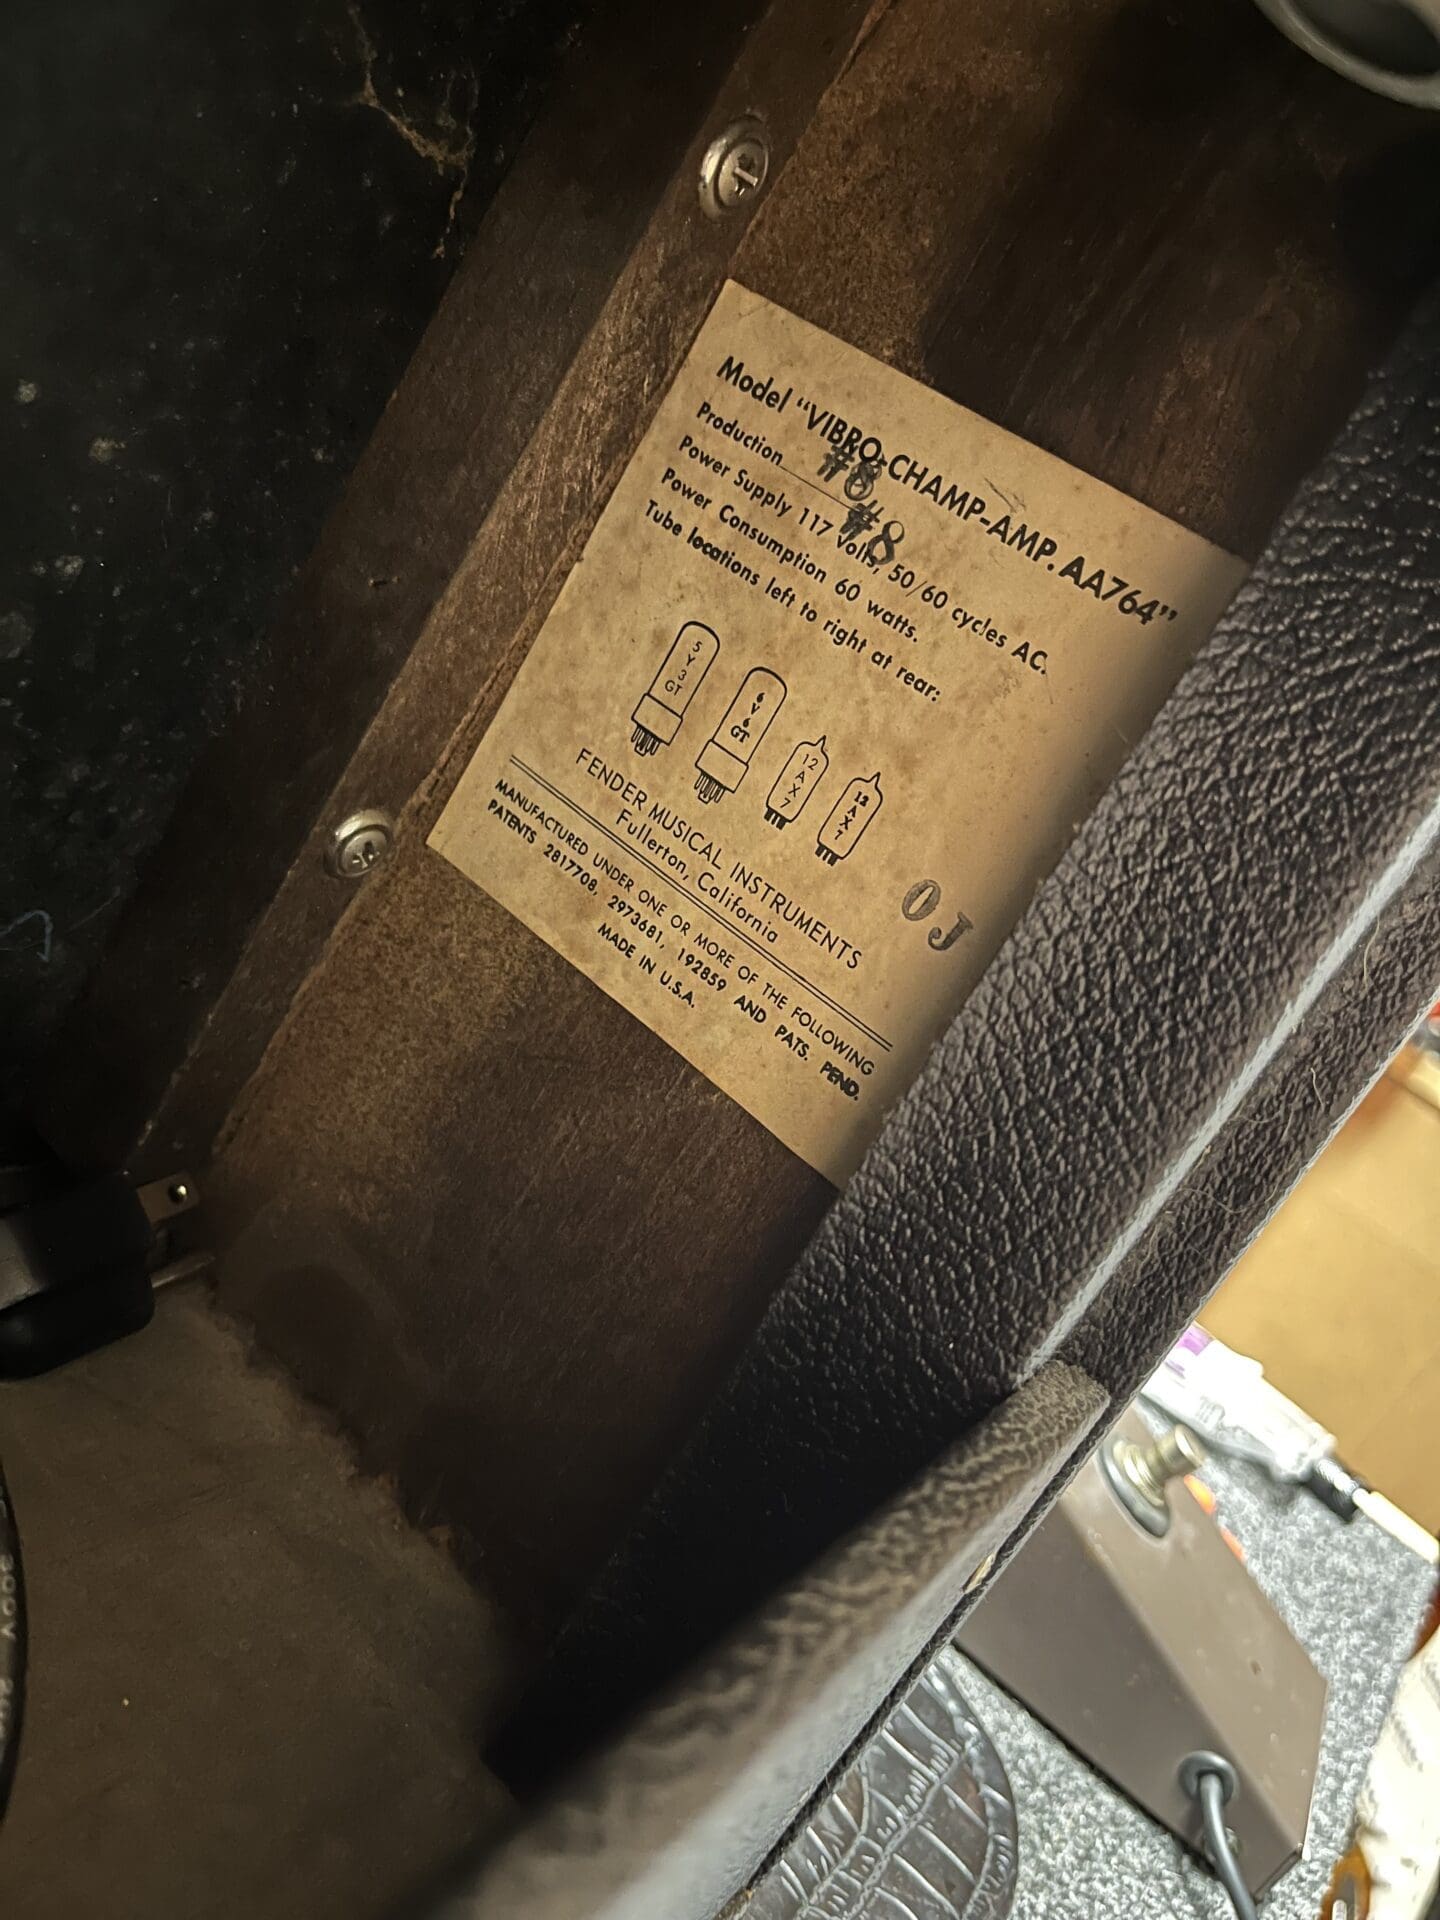 Model “VIBRO-CHAMP-AMP. AA764”
Production #8
#8
Power Supply 117 volts, 50/60 cycles AC.
Power Consumption 60 watts.
Tube locations left to right at rear:
5Y3GT
6V6GT
12AX7
12AX7
FENDER MUSICAL INSTRUMENTS
Fullerton, California
OJ
MANUFACTURED UNDER ONE OR MORE OF THE FOLLOWING
PATENTS 2817708, 2973681, 192859 AND PATS. PEND.
MADE IN U.S.A.
300V